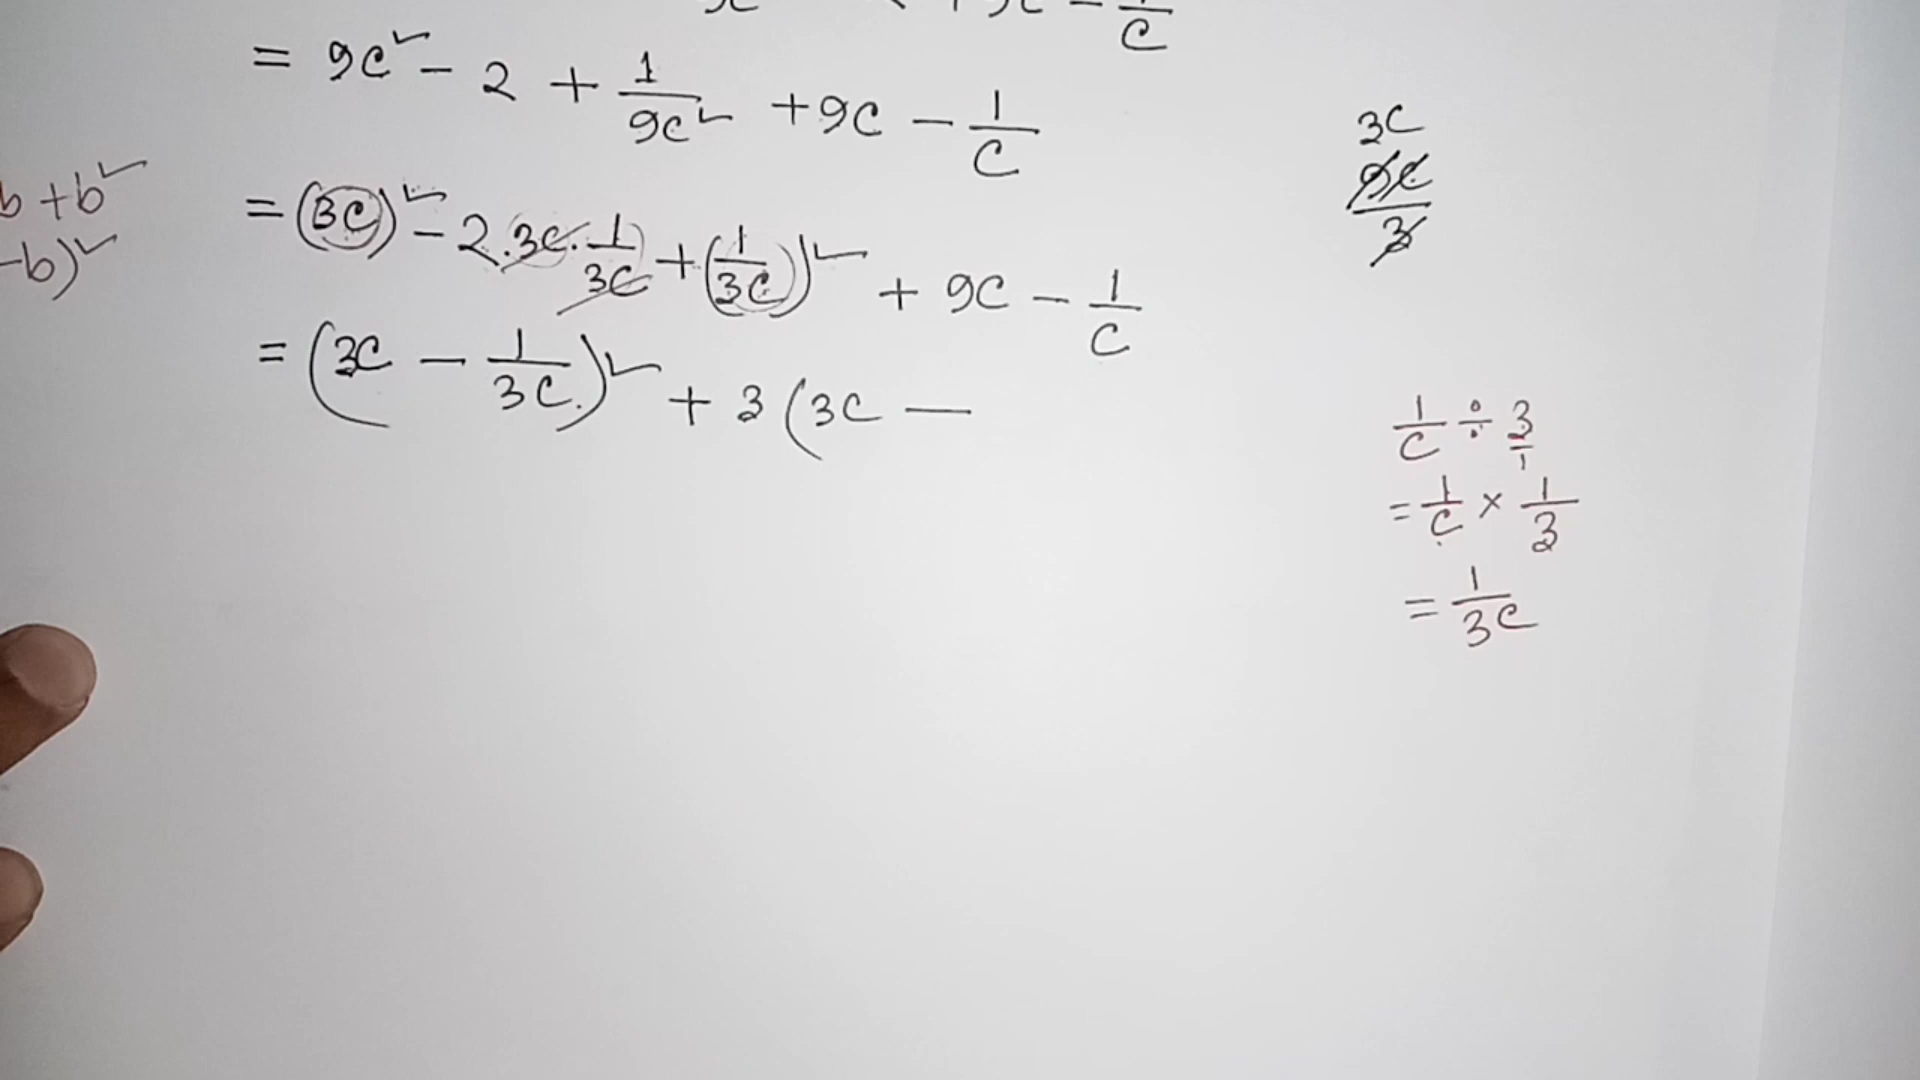 = 9c² - 2 + 1/9c² + 9c - 1/c
b + b²
= (3c)² - 2.3c.1/3c + (1/3c)² + 9c - 1/c
-b)²
= (3c - 1/3c)² + 3 (3c -
3c
9c/3
1/c ÷ 3/1
= 1/c × 1/3
= 1/3c